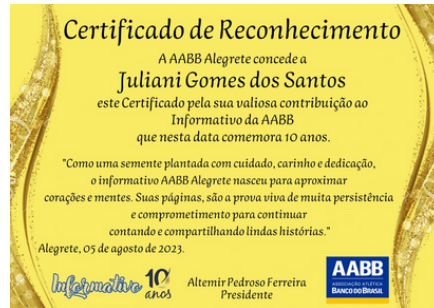 Certificado de Reconhecimento
A AABB Alegrete concede a
Juliani Gomes dos Santos
este Certificado pela sua valiosa contribuição ao
Informativo da AABB
que nesta data comemora 10 anos.
"Como uma semente plantada com cuidado, carinho e dedicação,
o informativo AABB Alegrete nasceu para aproximar
corações e mentes. Suas páginas, são a prova viva de muita persistência
e comprometimento para continuar
contando e compartilhando lindas histórias."
Alegrete, 05 de agosto de 2023.
Informativo 10 anos
Altemir Pedroso Ferreira
Presidente
AABB
ASSOCIAÇÃO ATLÉTICA
BANCO DO BRASIL